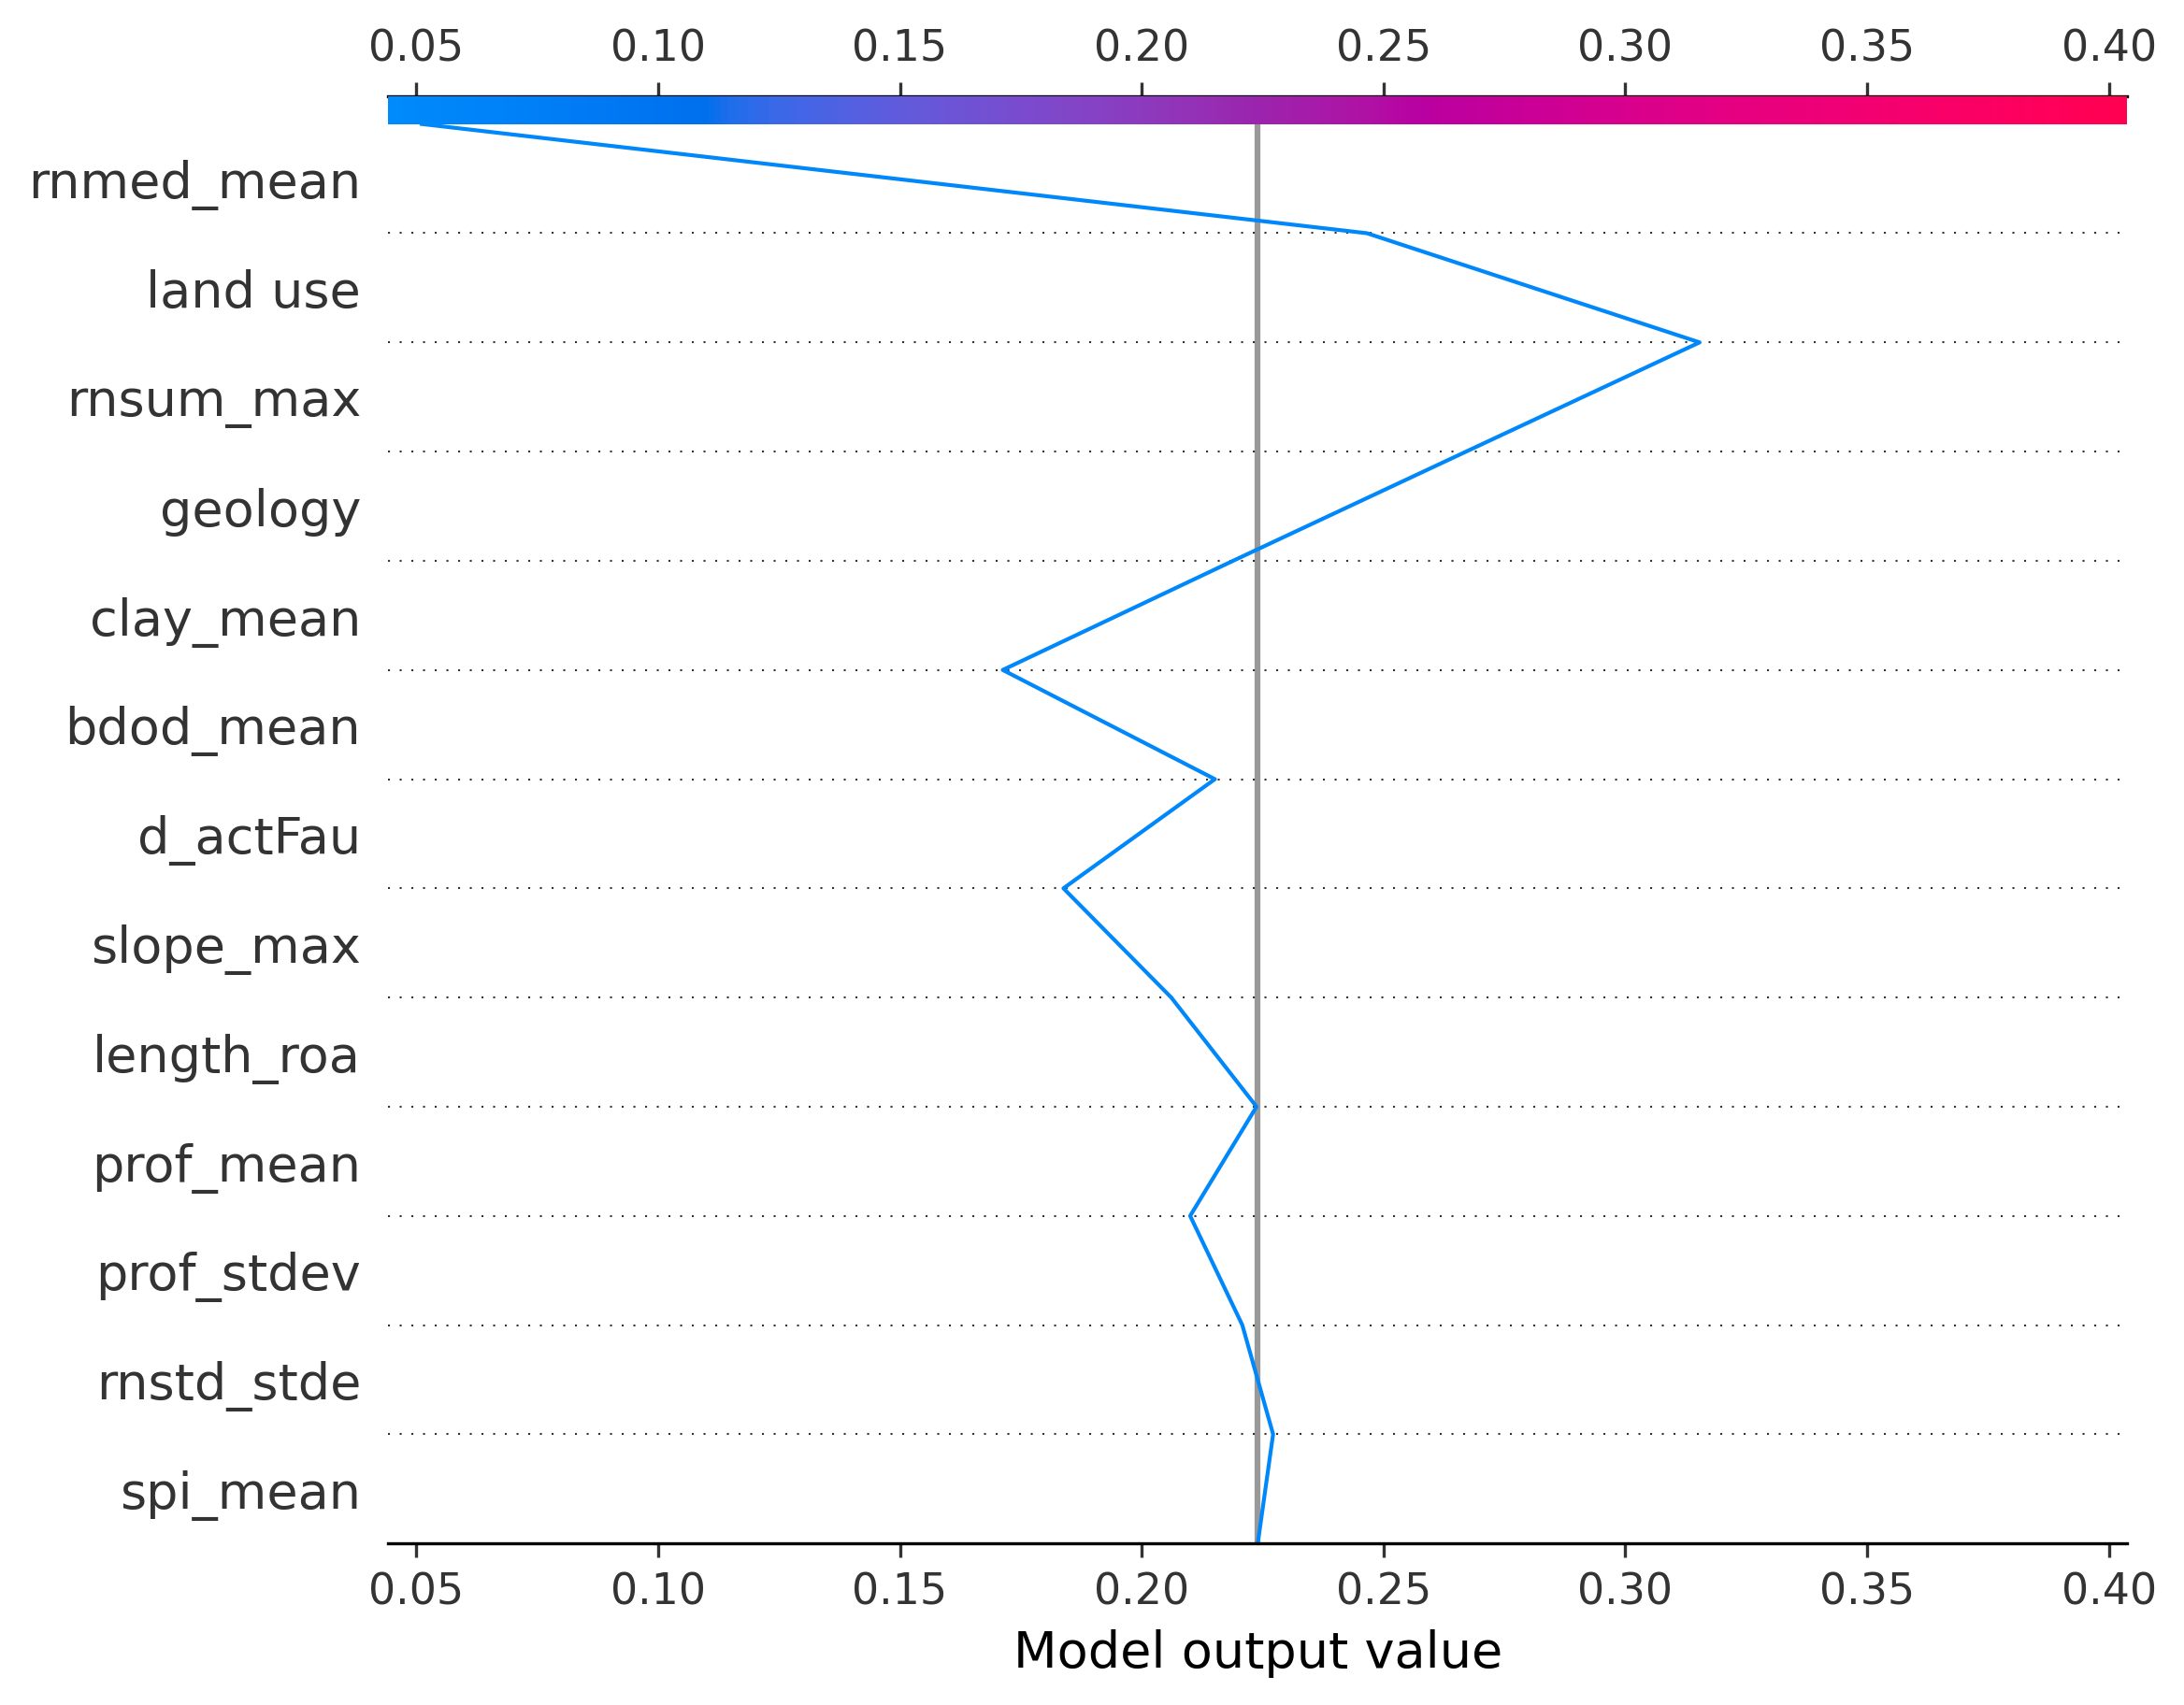 0.05 0.10 0.15 0.20 0.25 0.30 0.35 0.40
rnmed_mean
land use
rnsum_max
geology
clay_mean
bdod_mean
d_actFau
slope_max
length_roa
prof_mean
prof_stdev
rnstd_stde
spi_mean
0.05 0.10 0.15 0.20 0.25 0.30 0.35 0.40
Model output value